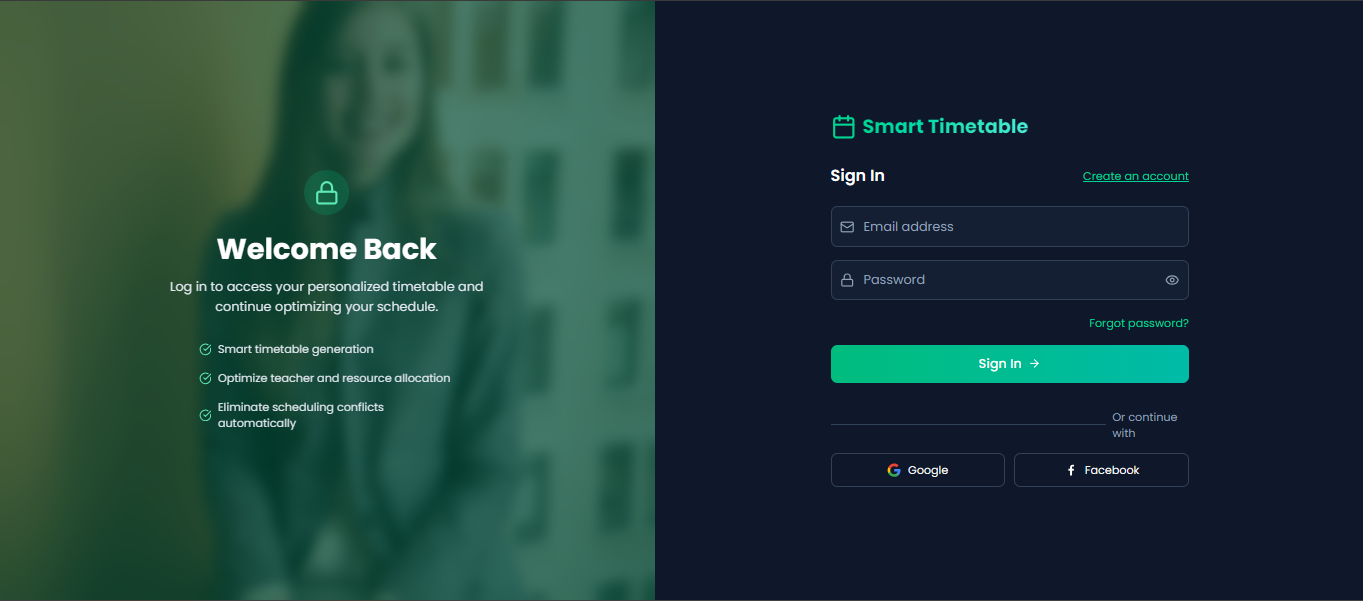 Welcome Back
Log in to access your personalized timetable and
continue optimizing your schedule.
Smart timetable generation
Optimize teacher and resource allocation
Eliminate scheduling conflicts
automatically
Smart Timetable
Sign In
Create an account
Email address
Password
Forgot password?
Sign In →
Or continue
with
Google
Facebook